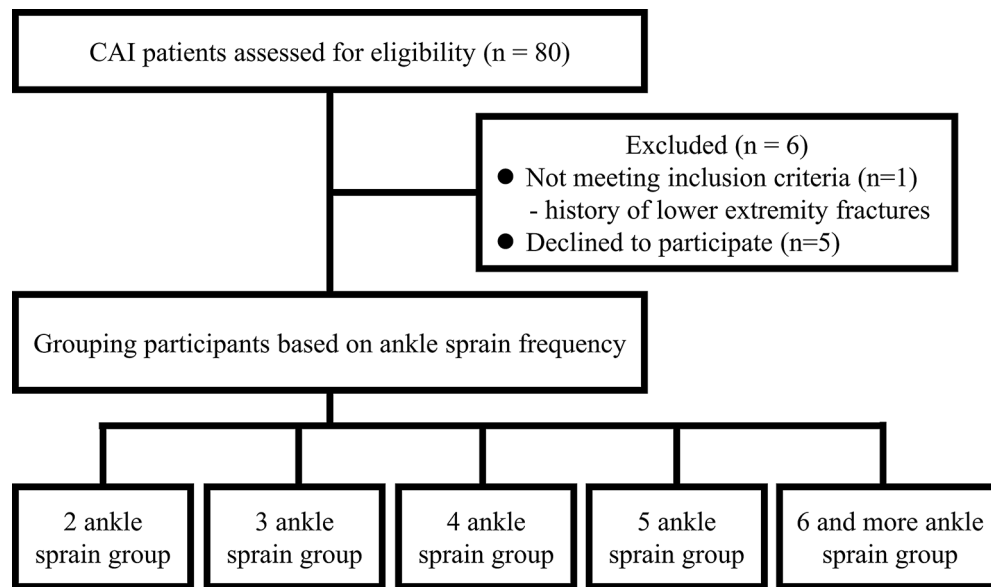 CAI patients assessed for eligibility (n = 80)
Excluded (n = 6)
● Not meeting inclusion criteria (n=1)
- history of lower extremity fractures
● Declined to participate (n=5)
Grouping participants based on ankle sprain frequency
2 ankle
sprain group
3 ankle
sprain group
4 ankle
sprain group
5 ankle
sprain group
6 and more ankle
sprain group